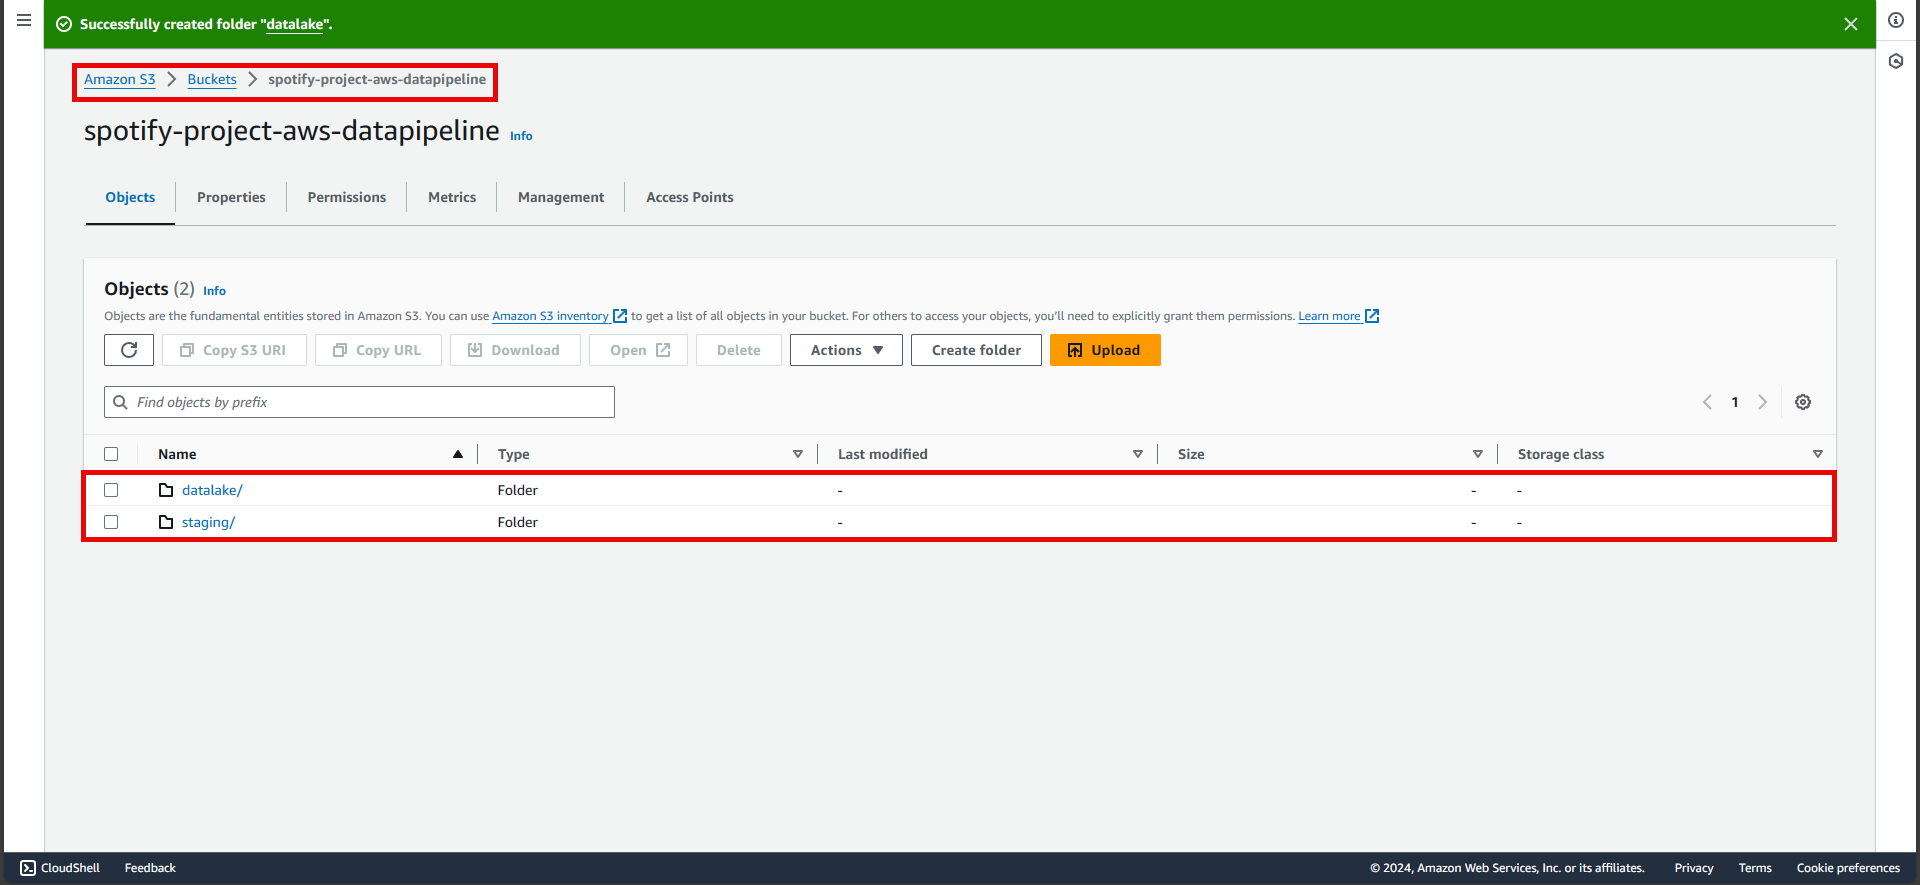 Successfully created folder "datalake".
Amazon S3 > Buckets > spotify-project-aws-datapipeline
spotify-project-aws-datapipeline Info
Objects Properties Permissions Metrics Management Access Points
Objects (2) Info
Objects are the fundamental entities stored in Amazon S3. You can use Amazon S3 inventory to get a list of all objects in your bucket. For others to access your objects, you'll need to explicitly grant them permissions. Learn more
Copy S3 URI Copy URL Download Open Delete Actions Create folder Upload
Find objects by prefix
1
Name Type Last modified Size Storage class
datalake/ Folder - - -
staging/ Folder - - -
CloudShell Feedback © 2024, Amazon Web Services, Inc. or its affiliates. Privacy Terms Cookie preferences